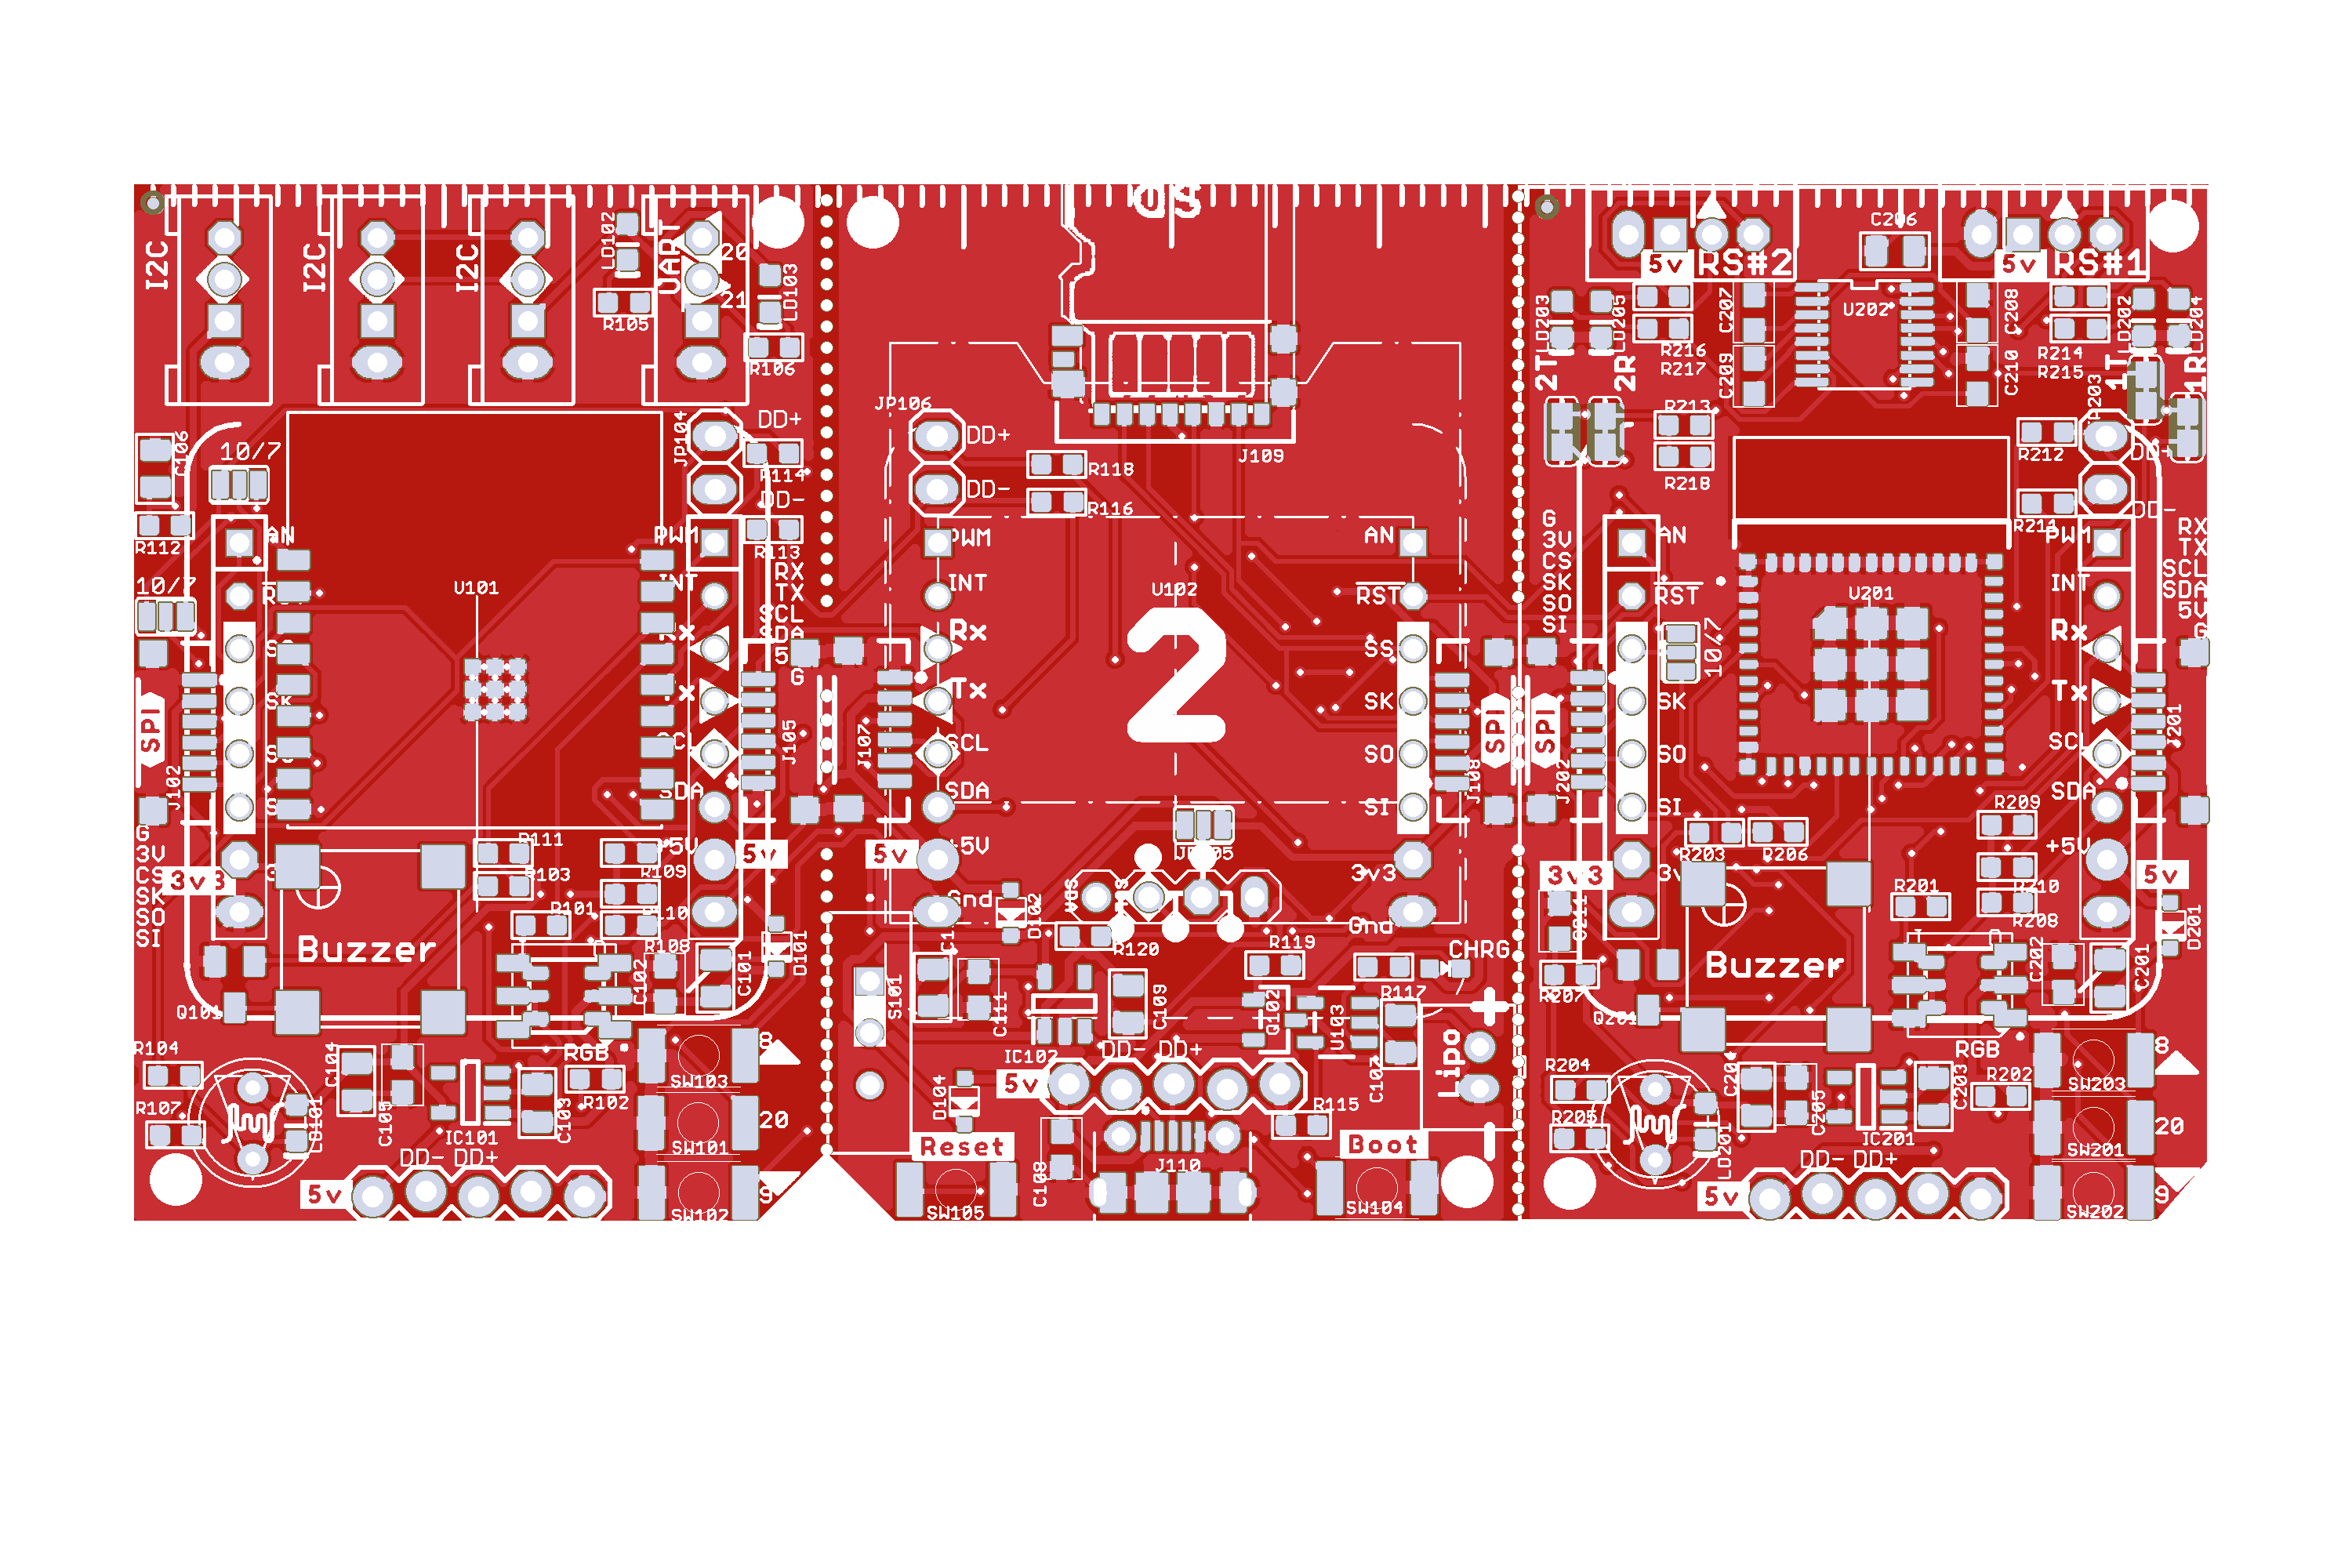 I2C
I2C
I2C
LD102
UART
20
21
LD103
R105
R106
C106
10/7
JP104
DD+
R114
DD-
R112
R113
AN
PWM
INT
RX
TX
SCL
SDA
10/7
U101
SPI
J102
J105
G
G
3V
CS
SK
SO
SI
3v3
+5V
5v
R111
R103
R109
R101
Buzzer
R108
C102
C101
D101
Q101
R104
R107
C104
C105
LD101
IC101
C103
RGB
R102
DD- DD+
5v
SW103
8
SW101
20
SW102
9
JP106
DD+
DD-
R118
R116
J109
PWM
INT
Rx
Tx
SCL
SDA
+5V
Gnd
5v
J107
U102
2
AN
RST
SS
SK
SO
SI
3v3
Gnd
SPI
J108
D102
R120
R119
CHRG
S101
C111
C109
Q102
U103
R117
C107
IC102
DD- DD+
5v
D104
Reset
SW105
C108
J110
R115
Boot
SW104
Lipo
+
RS#2
5v
RS#1
5v
C206
LD203
LD205
R216
R217
C207
C209
U202
C208
C210
R214
R215
LD202
LD204
2T
2R
1T
1R
R213
R218
R212
R211
DD+
DD-
G
3V
CS
SK
SO
SI
AN
RST
SK
SO
SI
10/7
U201
PWM
INT
Rx
Tx
SCL
SDA
+5V
RX
TX
SCL
SDA
5V
G
J201
SPI
J202
3v3
5v
R203
R206
R209
R210
R208
R201
C211
R207
Buzzer
Q201
C202
C201
D201
RGB
R204
R205
LD201
C204
C205
IC201
C203
R202
DD- DD+
5v
SW203
8
SW201
20
SW202
9